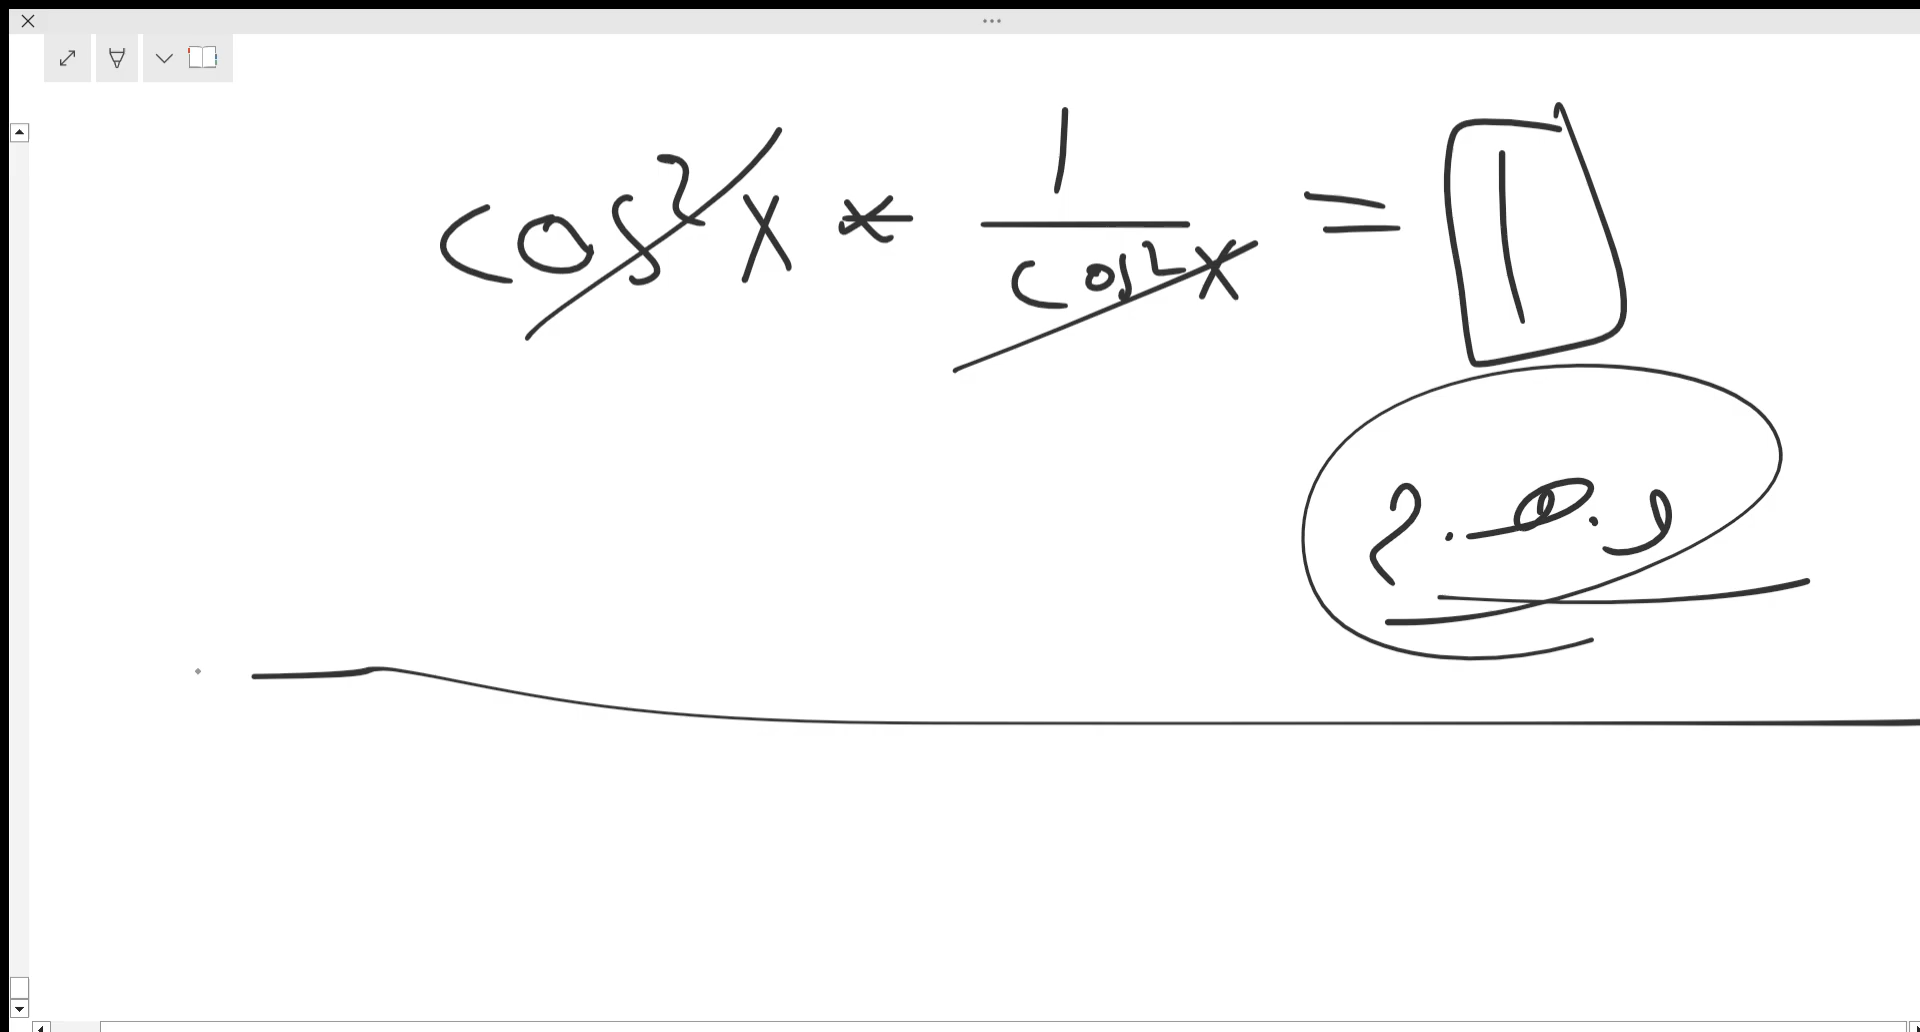 cos²x * 1/cos²x = 1